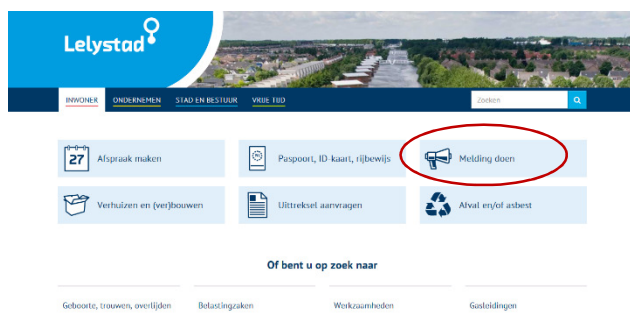 Lelystad
INWONER ONDERNEMEN STAD EN BESTUUR VRIJE TIJD Zoeken
27 Afspraak maken Paspoort, ID-kaart, rijbewijs Melding doen
Verhuizen en (ver)bouwen Uittreksel aanvragen Afval en/of asbest
Of bent u op zoek naar
Geboorte, trouwen, overlijden Belastingzaken Werkzaamheden Gasleidingen